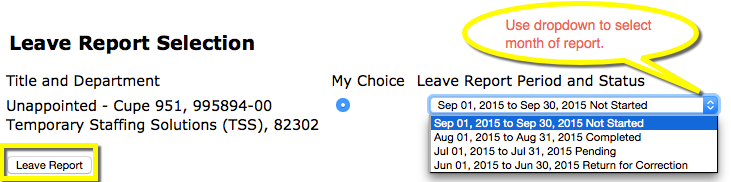 Use dropdown to select
month of report.
Leave Report Selection
Title and Department My Choice Leave Report Period and Status
Unappointed - Cupe 951, 995894-00 Sep 01, 2015 to Sep 30, 2015 Not Started
Temporary Staffing Solutions (TSS), 82302
Sep 01, 2015 to Sep 30, 2015 Not Started
Aug 01, 2015 to Aug 31, 2015 Completed
Jul 01, 2015 to Jul 31, 2015 Pending
Jun 01, 2015 to Jun 30, 2015 Return for Correction
Leave Report